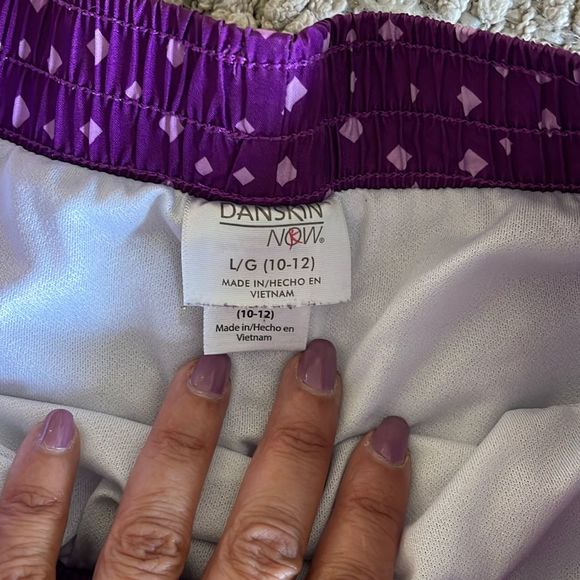 DANSKIN
NOW®
L/G (10-12)
MADE IN/HECHO EN
VIETNAM
(10-12)
Made in/Hecho en
Vietnam